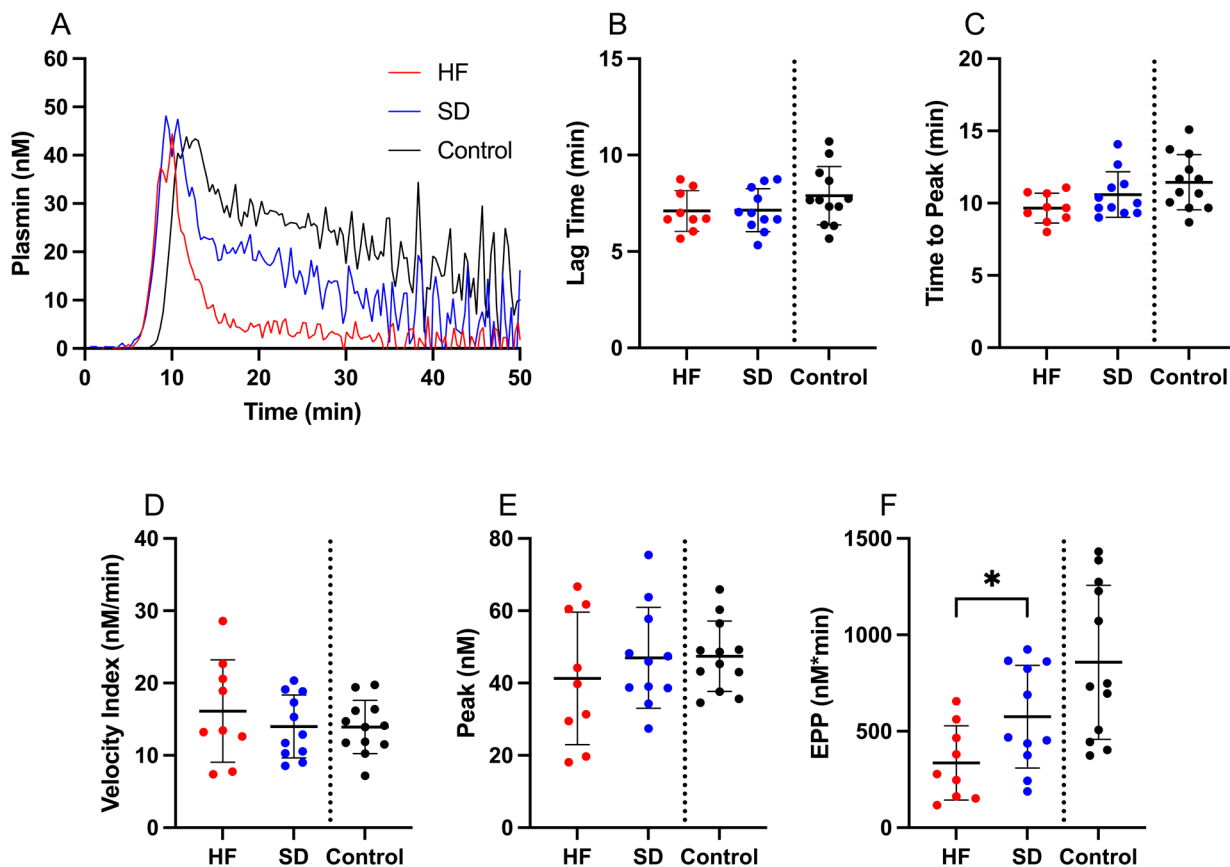 A
Plasmin (nM)
60
50
40
30
20
10
0
0 10 20 30 40 50
Time (min)
HF
SD
Control
B
Lag Time (min)
15
10
5
0
HF SD Control
C
Time to Peak (min)
20
15
10
5
0
HF SD Control
D
Velocity Index (nM/min)
40
30
20
10
0
HF SD Control
E
Peak (nM)
80
60
40
20
0
HF SD Control
F
EPP (nM*min)
1500
1000
500
0
*
HF SD Control